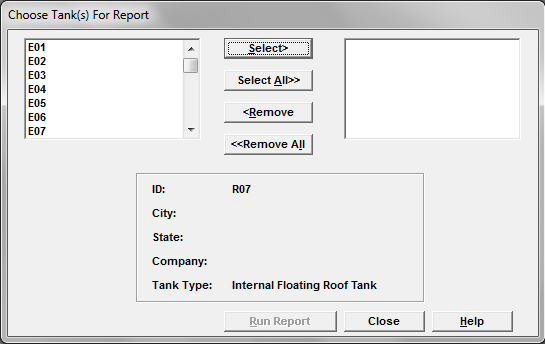 Choose Tank(s) For Report
E01
E02
E03
E04
E05
E06
E07
Select>
Select All>>
<Remove
<<Remove All
ID: R07
City:
State:
Company:
Tank Type: Internal Floating Roof Tank
Run Report Close Help